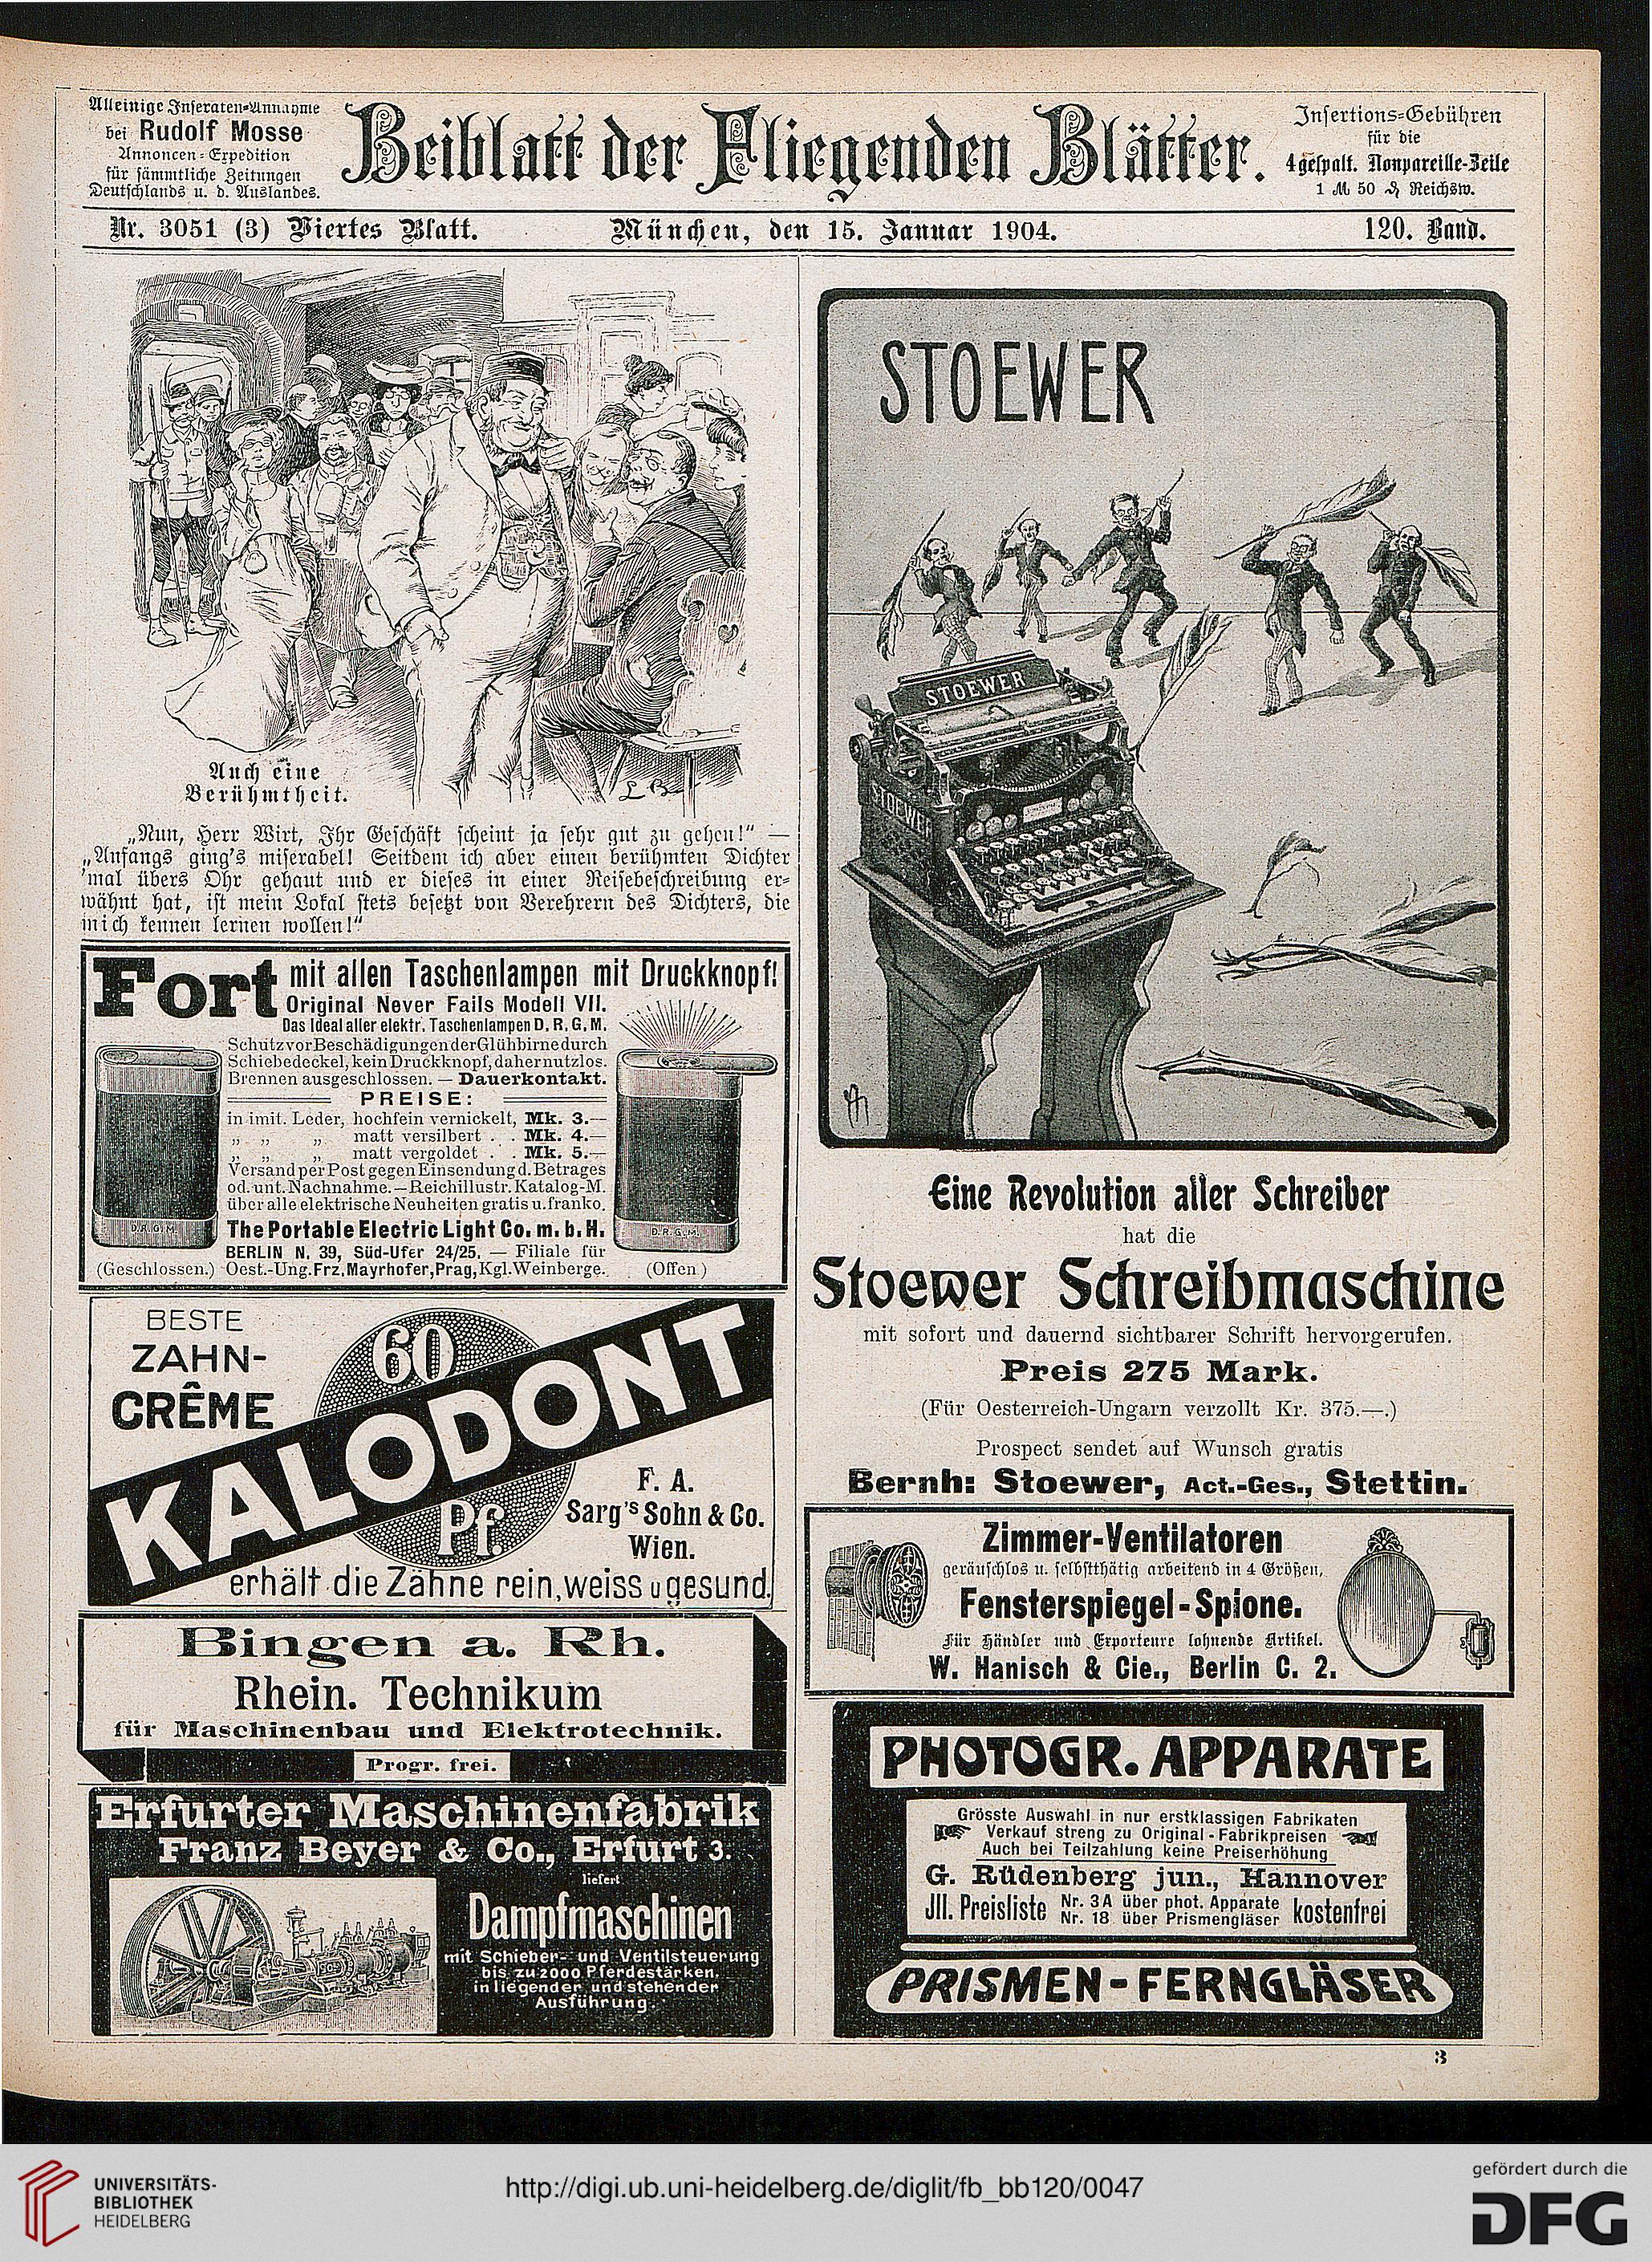 Alleinige Inseraten-Annahme
bei Rudolf Mosse
Annoncen-Expedition
für sämmtliche Zeitungen
Deutschlands u. d. Auslandes.
Beiblatt der Fliegenden Blätter.
Insertions-Gebühren
für die
4 gespalt. Nonpareille-Zeile
1 M 50 ₰ Reichsw.
Nr. 3051 (3) Viertes Blatt.
München, den 15. Januar 1904.
120. Band.
Auch eine
Berühmtheit.
„Nun, Herr Wirt, Ihr Geschäft scheint ja sehr gut zu gehen!“ —
„Anfangs ging's miserabel! Seitdem ich aber einen berühmten Dichter
'mal übers Ohr gehaut und er dieses in einer Reisebeschreibung er-
wähnt hat, ist mein Lokal stets besetzt von Verehrern des Dichters, die
mich kennen lernen wollen!“
Fort mit allen Taschenlampen mit Druckknopf!
Original Never Fails Modell VII.
Das Ideal aller elektr. Taschenlampen D. R. G. M.
Schutz vor Beschädigungen der Glühbirne durch
Schiebedeckel, kein Druckknopf, daher nutzlos.
Brennen ausgeschlossen. — Dauerkontakt.
PREISE:
in imit. Leder, hochfein vernickelt, Mk. 3.—
„ „ „ matt versilbert . . Mk. 4.—
„ „ „ matt vergoldet . . Mk. 5.—
Versand per Post gegen Einsendung d. Betrages
od. unt. Nachnahme. — Reichillustr. Katalog-M.
über alle elektrische Neuheiten gratis u. franko.
The Portable Electric Light Co. m. b. H.
BERLIN N. 39, Süd-Ufer 24/25. — Filiale für
Oest.-Ung. Frz. Mayrhofer, Prag, Kgl. Weinberge.
D.R.G.M.
(Geschlossen.)
D.R.G.M.
(Offen.)
BESTE
ZAHN-
CRÊME
60
KALODONT
Pf.
F. A.
Sarg's Sohn & Co.
Wien.
erhält die Zähne rein, weiss u gesund.
Bingen a. Rh.
Rhein. Technikum
für Maschinenbau und Elektrotechnik.
Progr. frei.
Erfurter Maschinenfabrik
Franz Beyer & Co., Erfurt 3.
liefert
Dampfmaschinen
mit Schieber- und Ventilsteuerung
bis zu 2000 Pferdestärken,
in liegender und stehender
Ausführung.
STOEWER
STOEWER
STOEWER
Eine Revolution aller Schreiber
hat die
Stoewer Schreibmaschine
mit sofort und dauernd sichtbarer Schrift hervorgerufen.
Preis 275 Mark.
(Für Oesterreich-Ungarn verzollt Kr. 375.—.)
Prospect sendet auf Wunsch gratis
Bernh: Stoewer, Act.-Ges., Stettin.
Zimmer-Ventilatoren
geräuschlos u. selbstthätig arbeitend in 4 Größen,
Fensterspiegel-Spione.
Für Händler und Exporteure lohnende Artikel.
W. Hanisch & Cie., Berlin C. 2.
PHOTOGR. APPARATE
Grösste Auswahl in nur erstklassigen Fabrikaten
Verkauf streng zu Original-Fabrikpreisen
Auch bei Teilzahlung keine Preiserhöhung
G. Rüdenberg jun., Hannover
Jll. Preisliste Nr. 3A über phot. Apparate
Nr. 18 über Prismengläser kostenfrei
PRISMEN-FERNGLÄSER
3
UNIVERSITÄTS-
BIBLIOTHEK
HEIDELBERG
http://digi.ub.uni-heidelberg.de/diglit/fb_bb120/0047
gefördert durch die
DFG